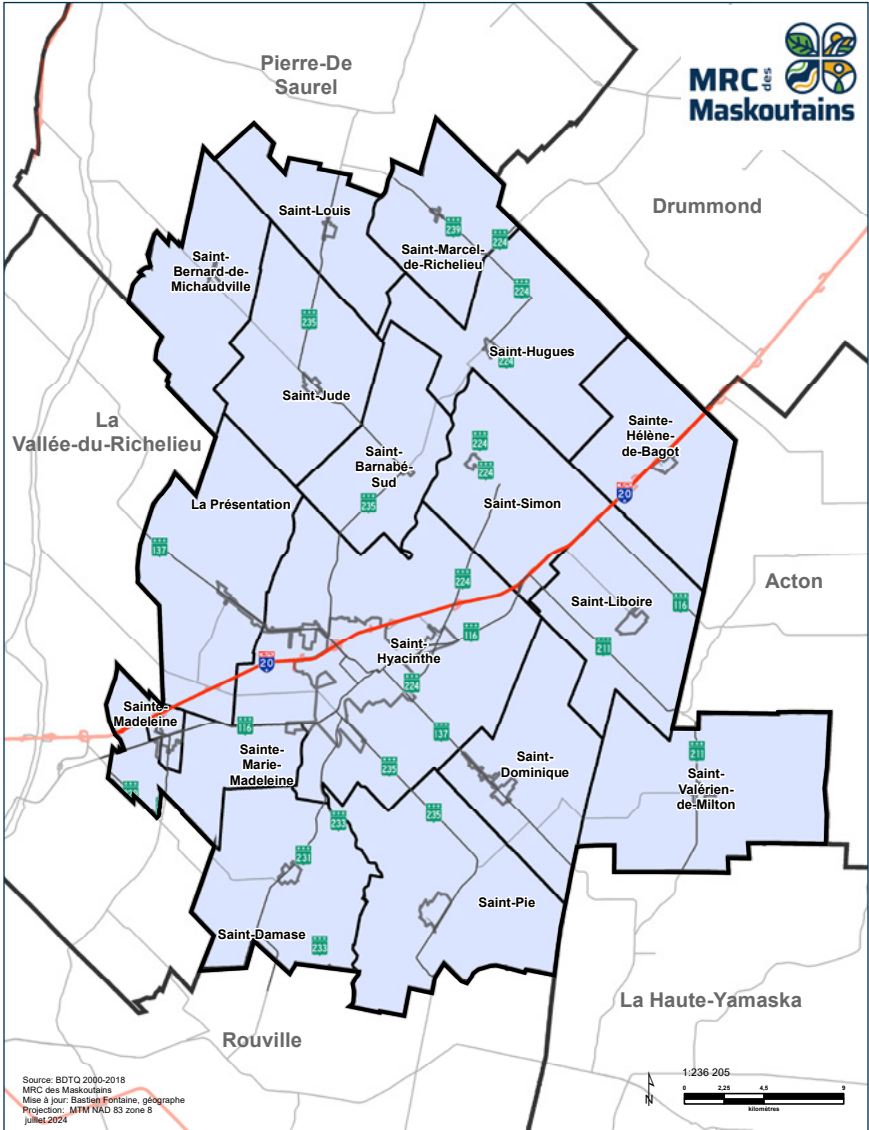 Pierre-De
Saurel
MRC des
Maskoutains
Drummond
Saint-Louis
239
224
Saint-Marcel-
de-Richelieu
Saint-
Bernard-de-
Michaudville
224
235
Saint-Hugues
224
Saint-Jude
La
Vallée-du-Richelieu
Sainte-
Hélène-
de-Bagot
224
Saint-
Barnabé-
Sud
224
20
La Présentation
235
Saint-Simon
137
224
Acton
Saint-Liboire
116
116
211
Saint-
Hyacinthe
20
224
Sainte-
Madeleine
116
137
Sainte-
Marie-
Madeleine
235
Saint-
Dominique
211
Saint-
Valérien-
de-Milton
233
235
231
Saint-Pie
Saint-Damase
233
La Haute-Yamaska
Rouville
Source: BDTQ 2000-2018
MRC des Maskoutains
Mise à jour: Bastien Fontaine, géographe
Projection: MTM NAD 83 zone 8
juillet 2024
N
1:236 205
0 2,25 4,5 9
kilomètres